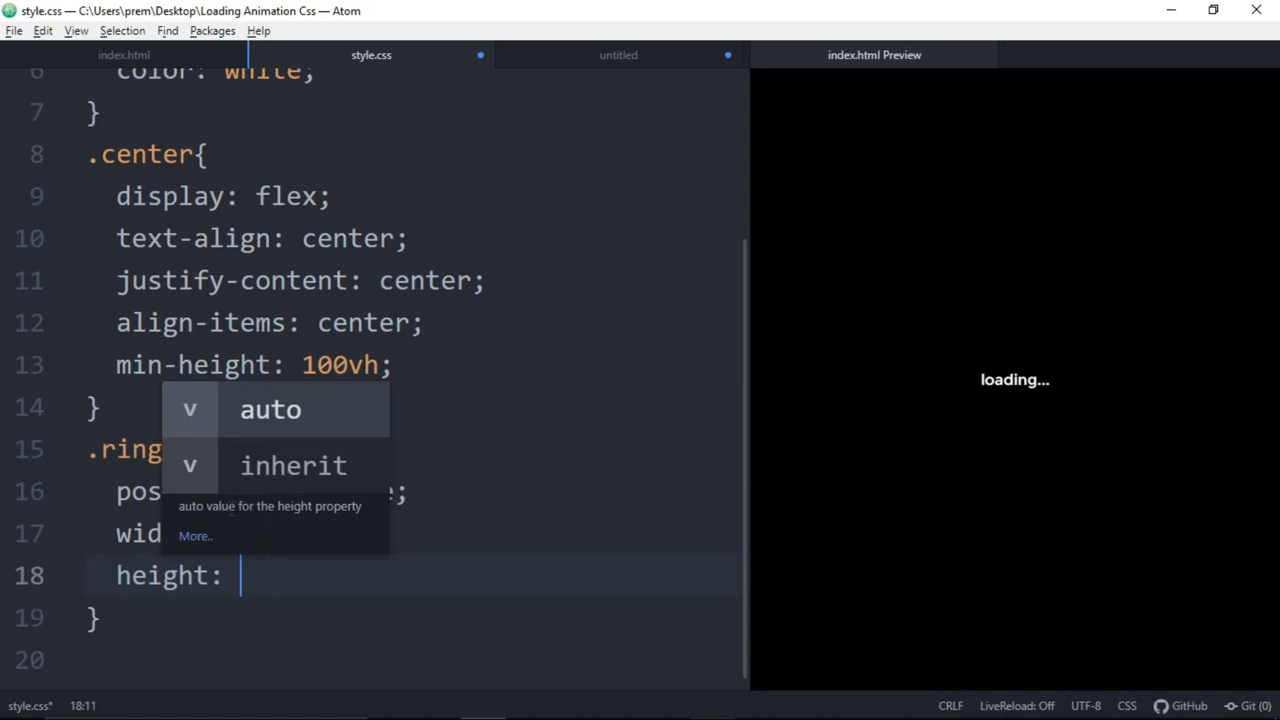 style.css — C:\Users\prem\Desktop\Loading Animation Css — Atom
File Edit View Selection Find Packages Help
index.html style.css untitled index.html Preview
6 color: white;
7 }
8 .center{
9 display: flex;
10 text-align: center;
11 justify-content: center;
12 align-items: center;
13 min-height: 100vh;
14 }
15 .ring
16 pos e;
17 wid
18 height:
19 }
20
v auto
v inherit
auto value for the height property
More..
loading...
style.css* 18:11 CRLF LiveReload: Off UTF-8 CSS GitHub Git (0)